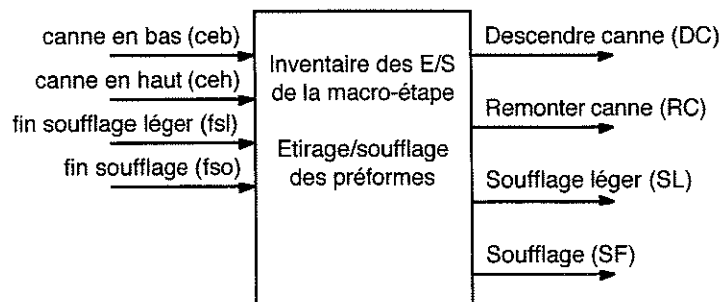 canne en bas (ceb)
canne en haut (ceh)
fin soufflage léger (fsl)
fin soufflage (fso)
Inventaire des E/S
de la macro-étape
Etirage/soufflage
des préformes
Descendre canne (DC)
Remonter canne (RC)
Soufflage léger (SL)
Soufflage (SF)